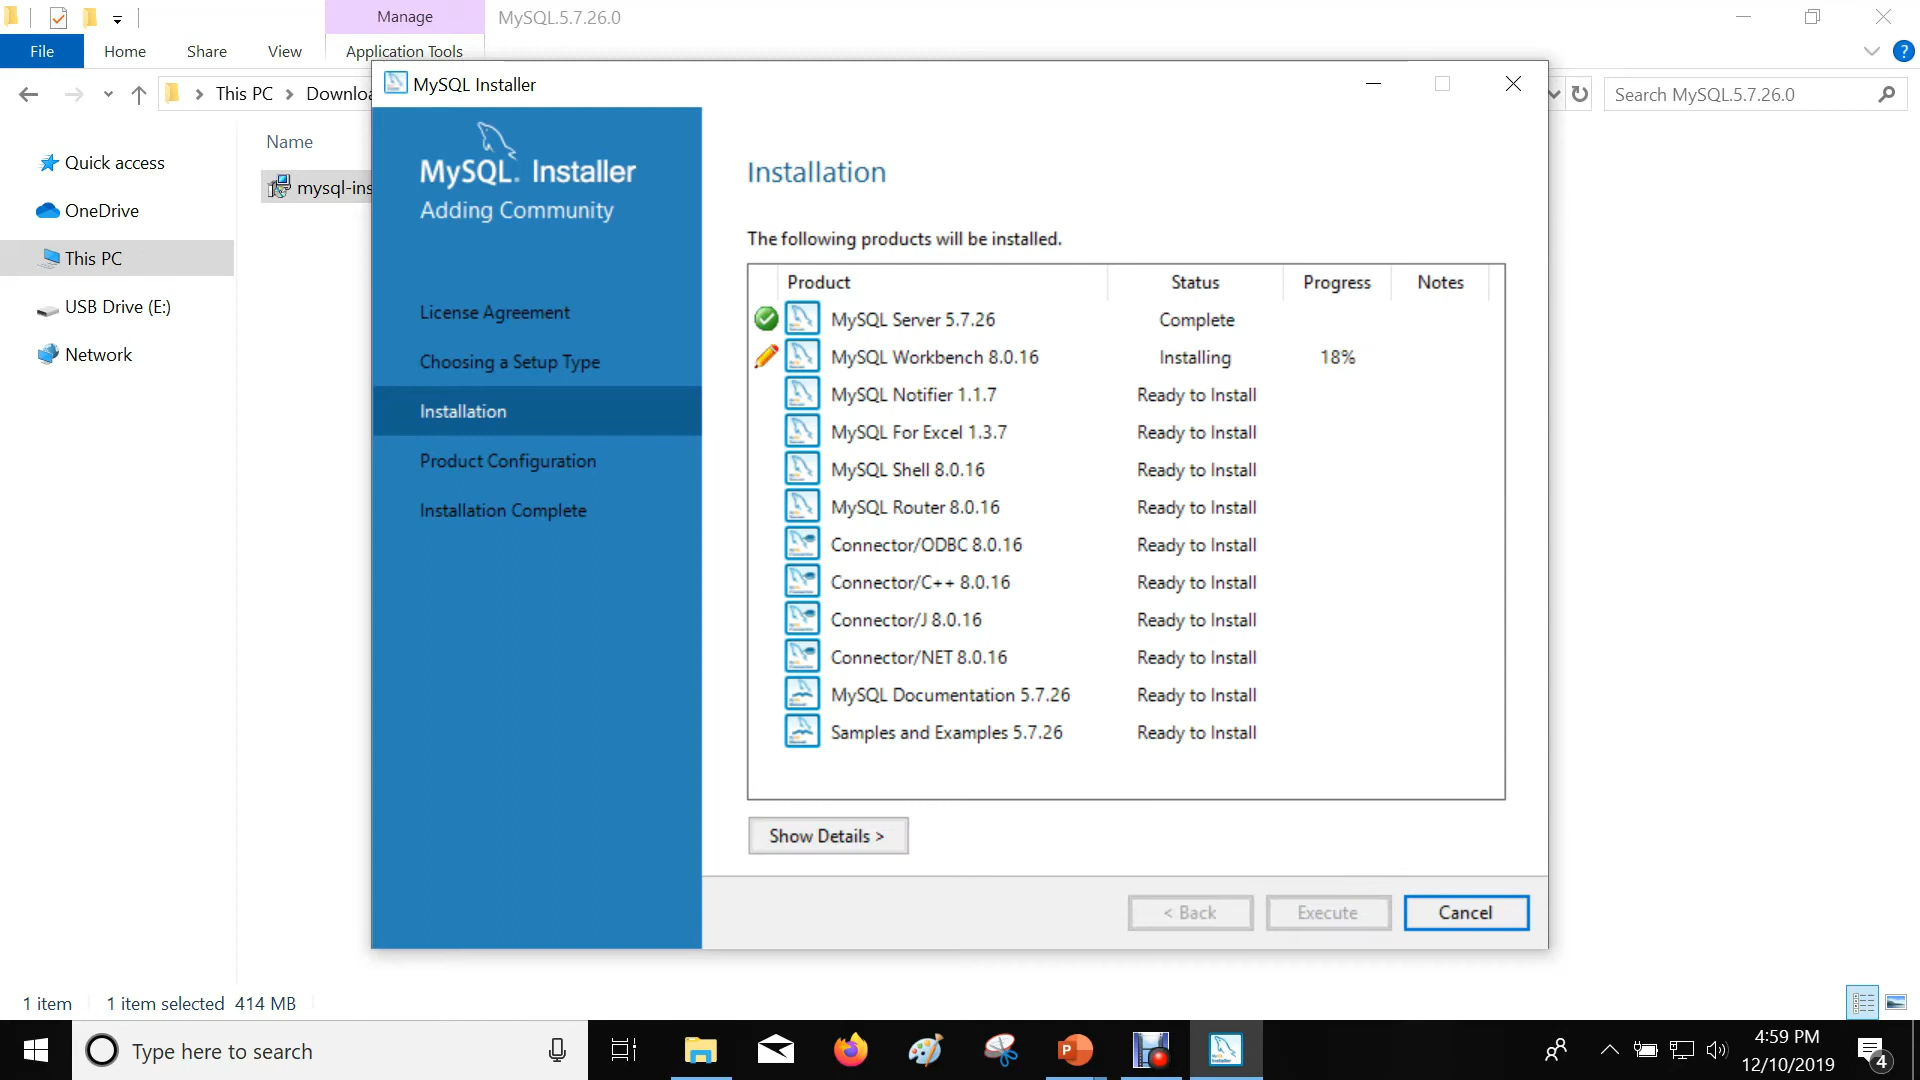 Manage
MySQL.5.7.26.0
File
Home
Share
View
Application Tools
This PC
Downloa
Search MySQL.5.7.26.0
Quick access
OneDrive
This PC
USB Drive (E:)
Network
Name
mysql-ins
MySQL Installer
MySQL. Installer
Adding Community
License Agreement
Choosing a Setup Type
Installation
Product Configuration
Installation Complete
Installation
The following products will be installed.
Product Status Progress Notes
MySQL Server 5.7.26 Complete
MySQL Workbench 8.0.16 Installing 18%
MySQL Notifier 1.1.7 Ready to Install
MySQL For Excel 1.3.7 Ready to Install
MySQL Shell 8.0.16 Ready to Install
MySQL Router 8.0.16 Ready to Install
Connector/ODBC 8.0.16 Ready to Install
Connector/C++ 8.0.16 Ready to Install
Connector/J 8.0.16 Ready to Install
Connector/NET 8.0.16 Ready to Install
MySQL Documentation 5.7.26 Ready to Install
Samples and Examples 5.7.26 Ready to Install
Show Details >
< Back
Execute
Cancel
1 item
1 item selected 414 MB
Type here to search
4:59 PM
12/10/2019
4